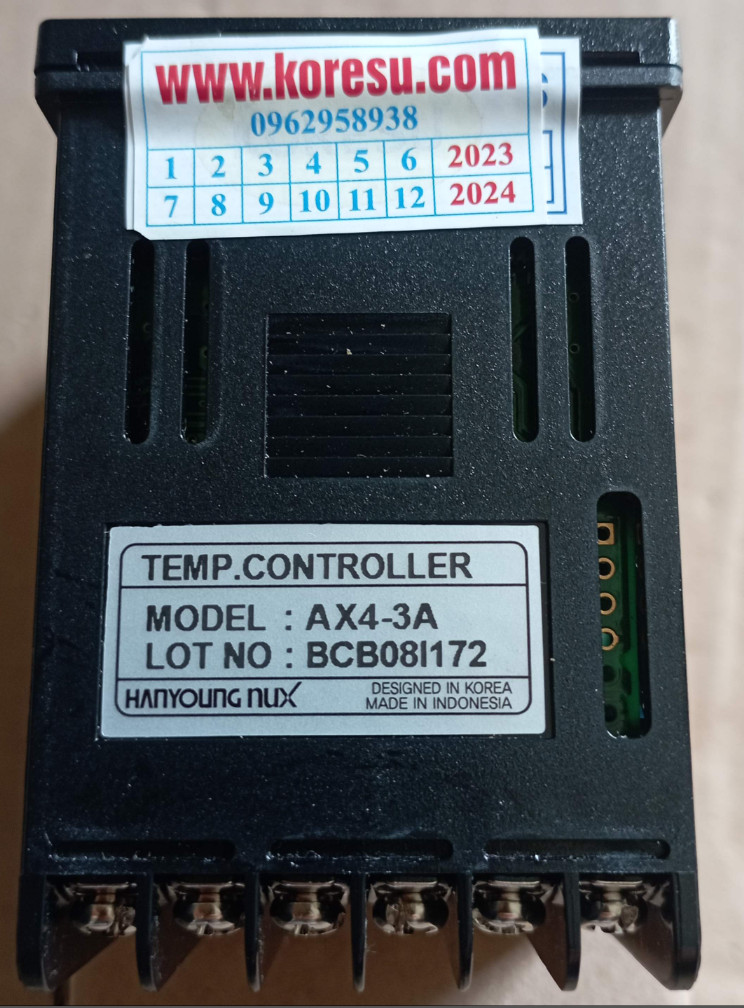 www.koresu.com
0962958938
1 2 3 4 5 6 2023
7 8 9 10 11 12 2024
TEMP.CONTROLLER
MODEL : AX4-3A
LOT NO : BCB08I172
HANYOUNG NUX DESIGNED IN KOREA
MADE IN INDONESIA